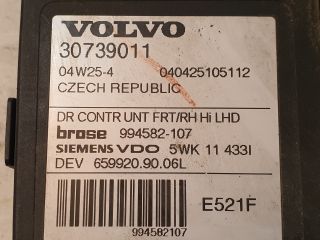 VOLVO
30739011
04W25-4 040425105112
CZECH REPUBLIC
DR CONTR UNT FRT/RH Hi LHD
brose 994582-107
SIEMENS VDO 5WK 11 433I
DEV 659920.90.06L
E521F
994582107